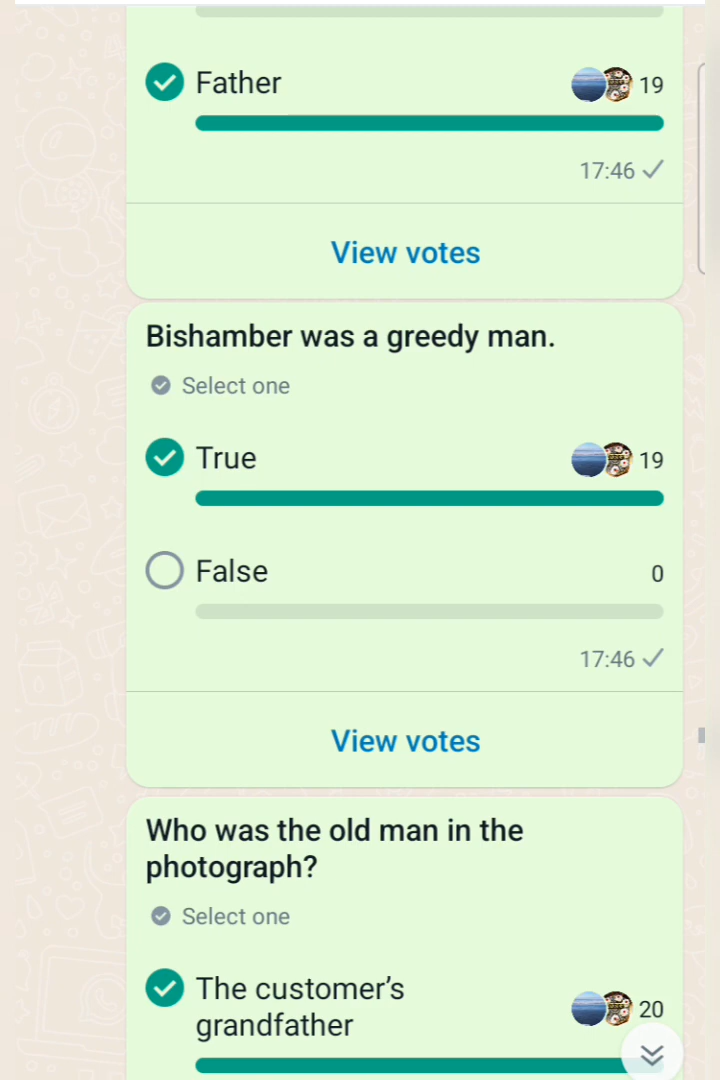 Father 19
17:46
View votes
Bishamber was a greedy man.
Select one
True 19
False 0
17:46
View votes
Who was the old man in the
photograph?
Select one
The customer's
grandfather 20